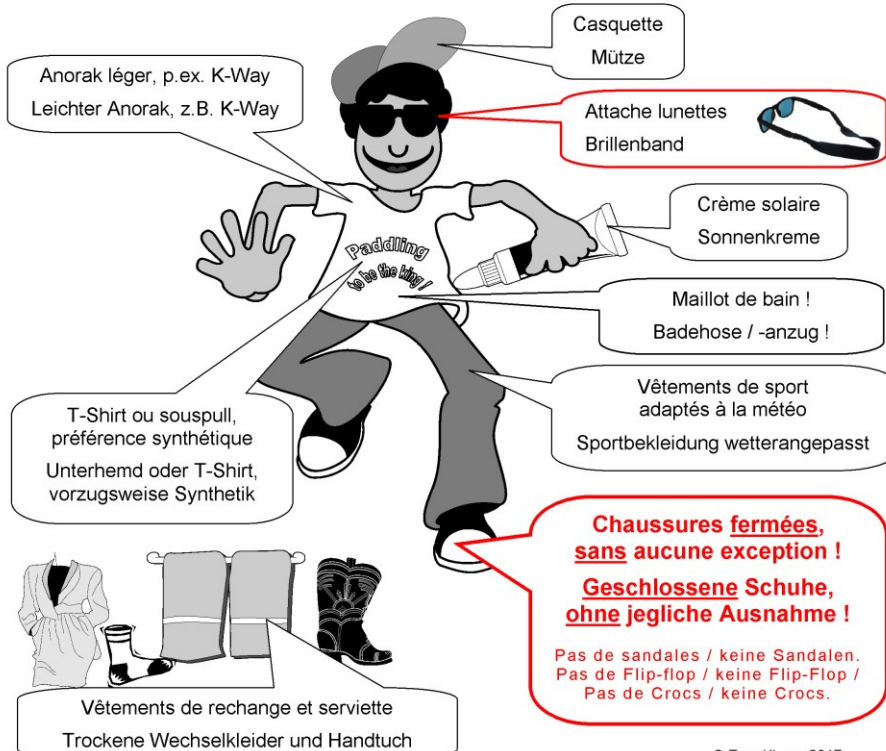 Casquette
Mütze
Anorak léger, p.ex. K-Way
Leichter Anorak, z.B. K-Way
Attache lunettes
Brillenband
Crème solaire
Sonnenkreme
Paddling
to be the king !
Maillot de bain !
Badehose / -anzug !
T-Shirt ou souspull,
préférence synthétique
Unterhemd oder T-Shirt,
vorzugsweise Synthetik
Vêtements de sport
adaptés à la météo
Sportbekleidung wetterangepasst
Chaussures fermées,
sans aucune exception !
Geschlossene Schuhe,
ohne jegliche Ausnahme !
Pas de sandales / keine Sandalen.
Pas de Flip-flop / keine Flip-Flop /
Pas de Crocs / keine Crocs.
Vêtements de rechange et serviette
Trockene Wechselkleider und Handtuch